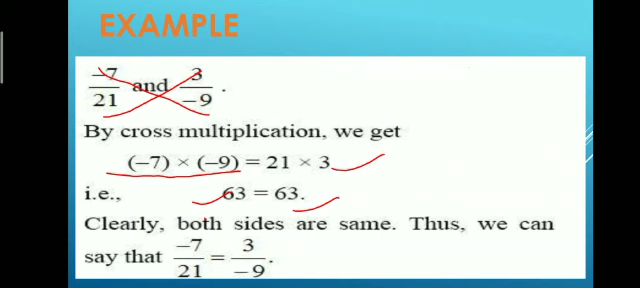 EXAMPLE
-7/21 and 3/-9 .
By cross multiplication, we get
(–7) × (–9) = 21 × 3
i.e., 63 = 63.
Clearly, both sides are same. Thus, we can
say that -7/21 = 3/-9.